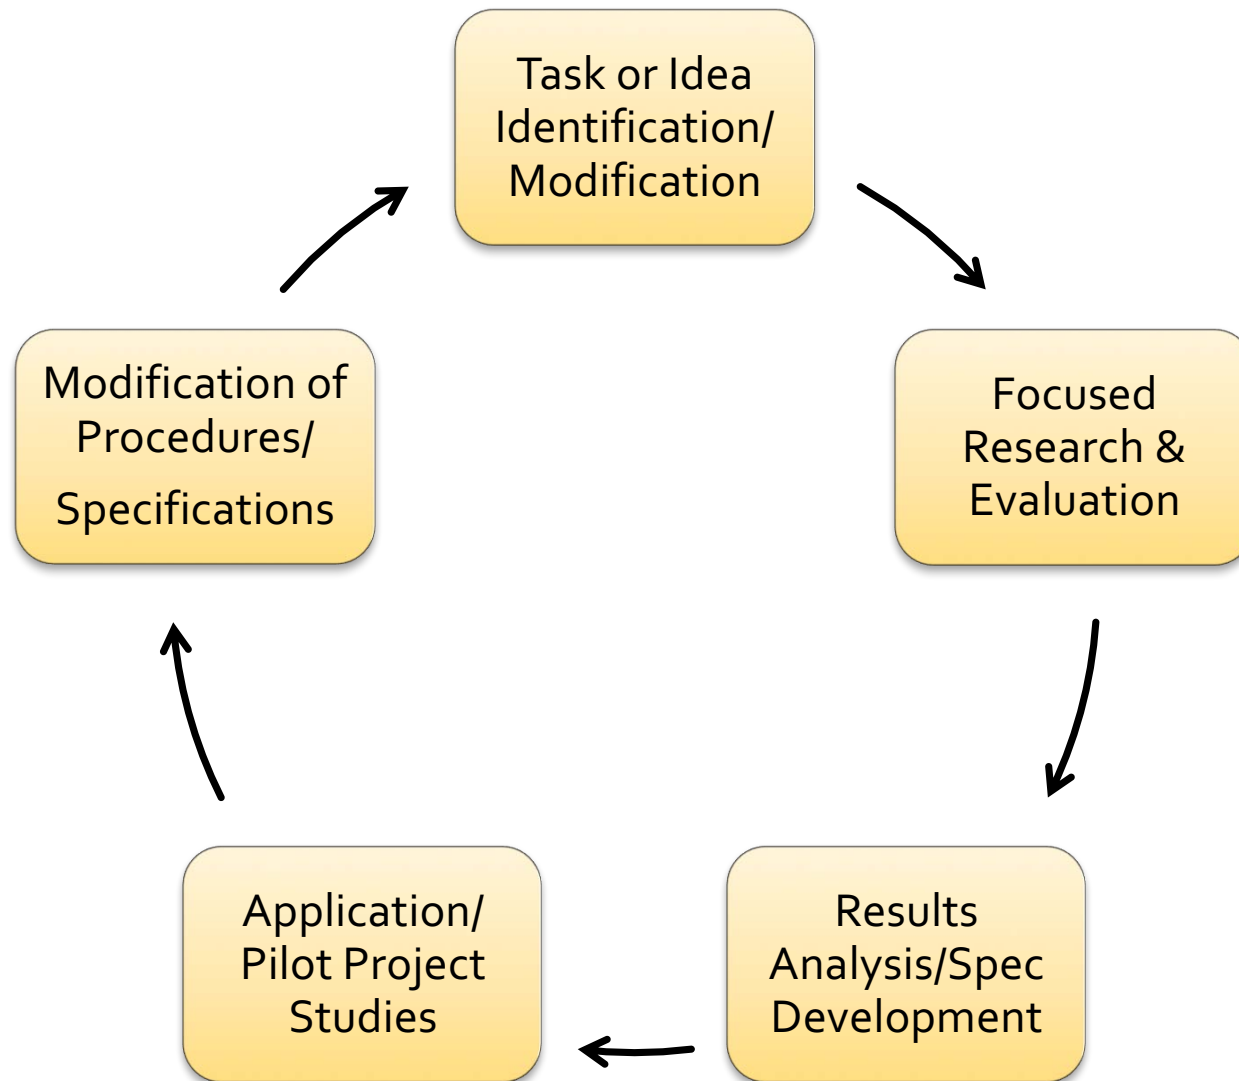 Task or Idea
Identification/
Modification
Focused
Research &
Evaluation
Results
Analysis/Spec
Development
Application/
Pilot Project
Studies
Modification of
Procedures/
Specifications